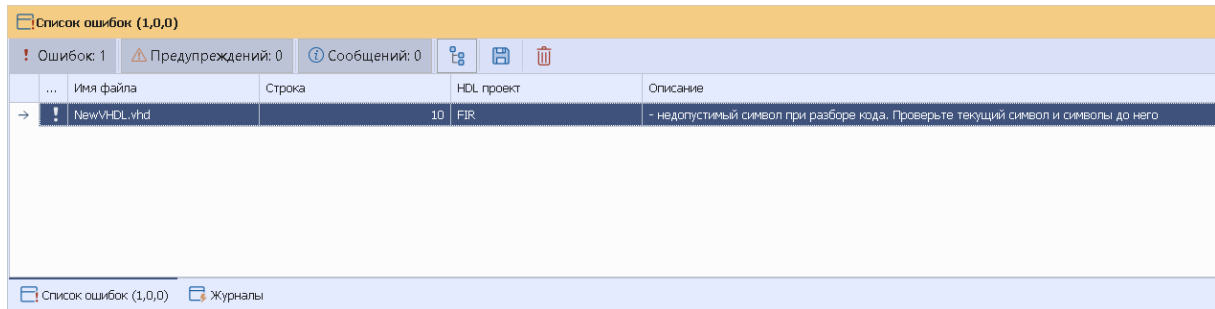 Список ошибок (1,0,0)
Ошибок: 1 Предупреждений: 0 Сообщений: 0
... Имя файла Строка HDL проект Описание
NewVHDL.vhd 10 FIR - недопустимый символ при разборе кода. Проверьте текущий символ и символы до него
Список ошибок (1,0,0) Журналы